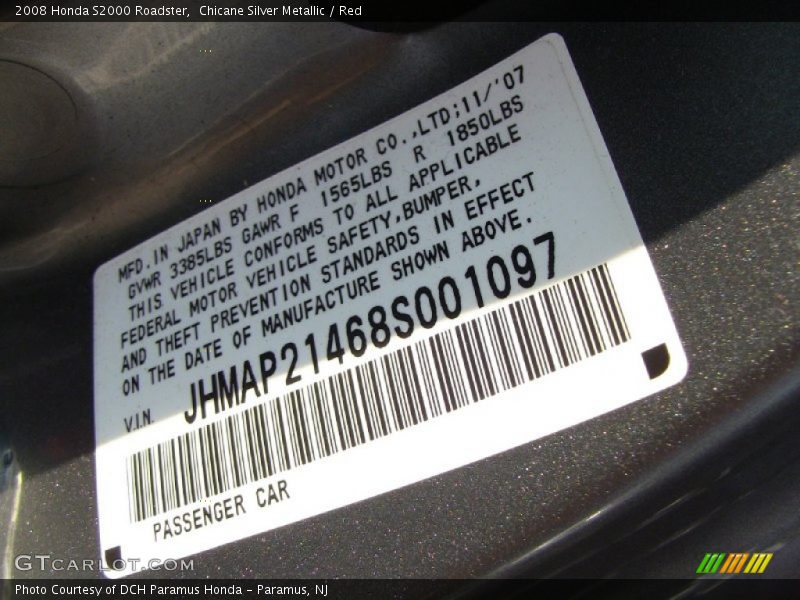 2008 Honda S2000 Roadster,  Chicane Silver Metallic / Red
MFD.IN JAPAN BY HONDA MOTOR CO.,LTD;11/'07
GVWR 3385LBS GAWR F 1565LBS R 1850LBS
THIS VEHICLE CONFORMS TO ALL APPLICABLE
FEDERAL MOTOR VEHICLE SAFETY,BUMPER,
AND THEFT PREVENTION STANDARDS IN EFFECT
ON THE DATE OF MANUFACTURE SHOWN ABOVE.
V.I.N. JHMAP21468S001097
PASSENGER CAR
GTCARLOT.COM
Photo Courtesy of DCH Paramus Honda - Paramus, NJ